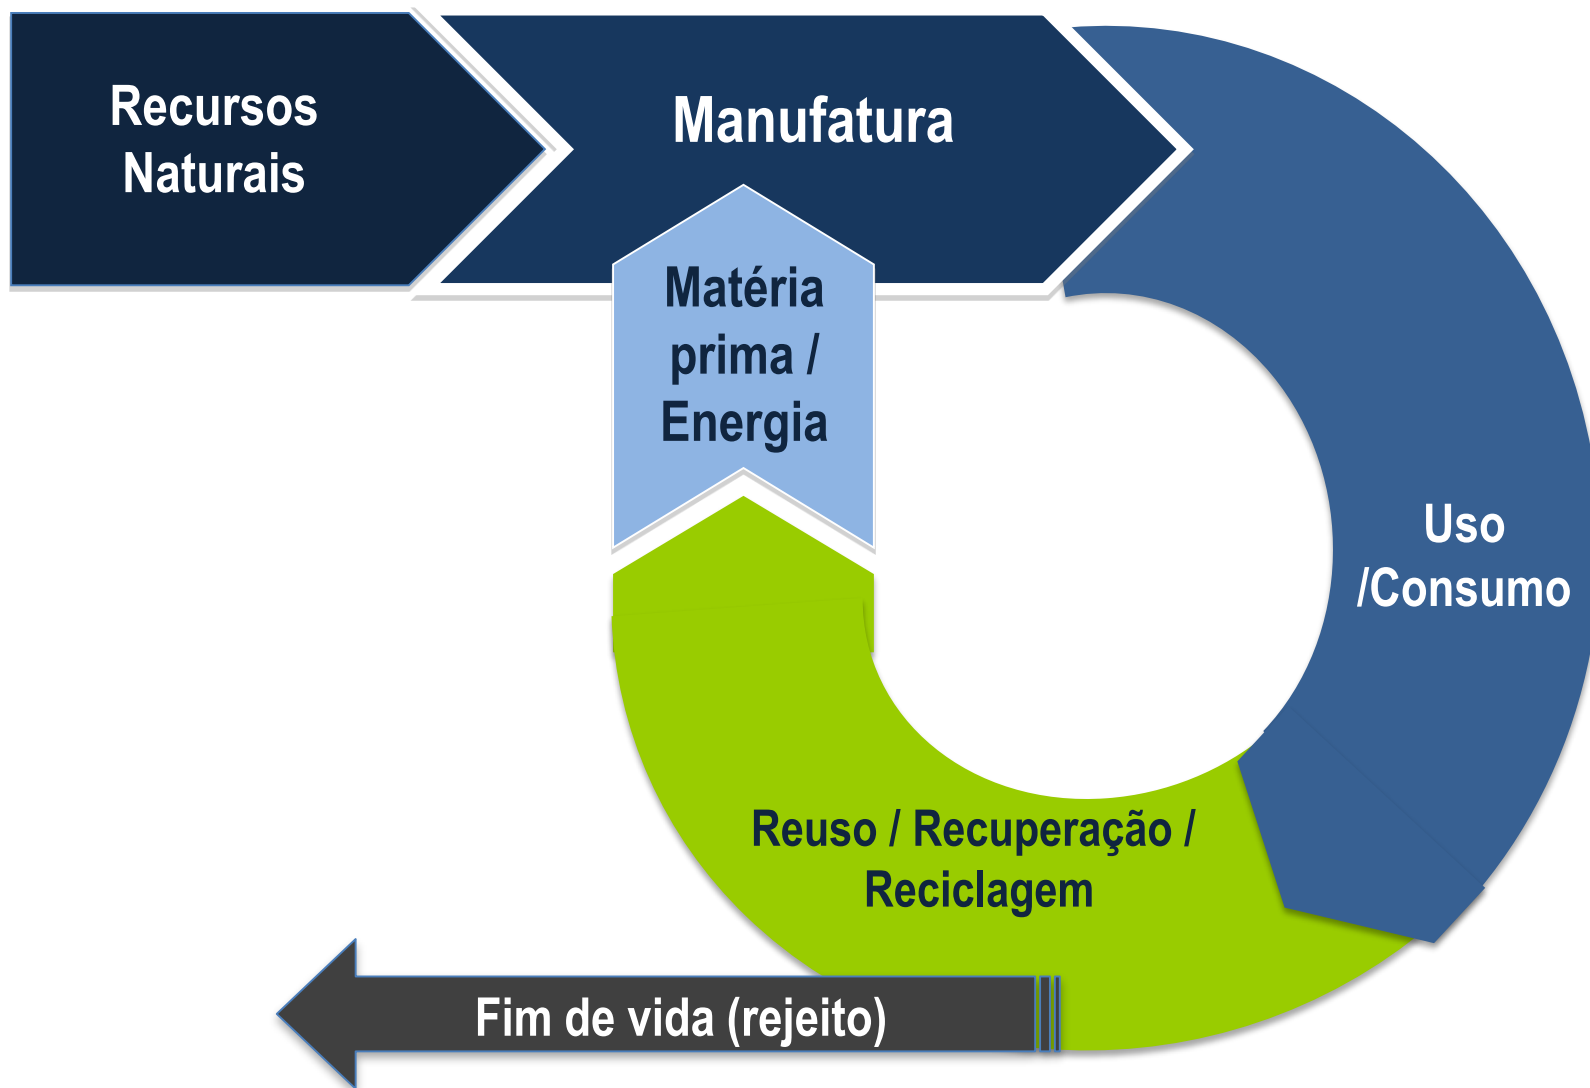 Recursos
Naturais
Manufatura
Matéria
prima /
Energia
Uso
/Consumo
Reuso / Recuperação /
Reciclagem
Fim de vida (rejeito)